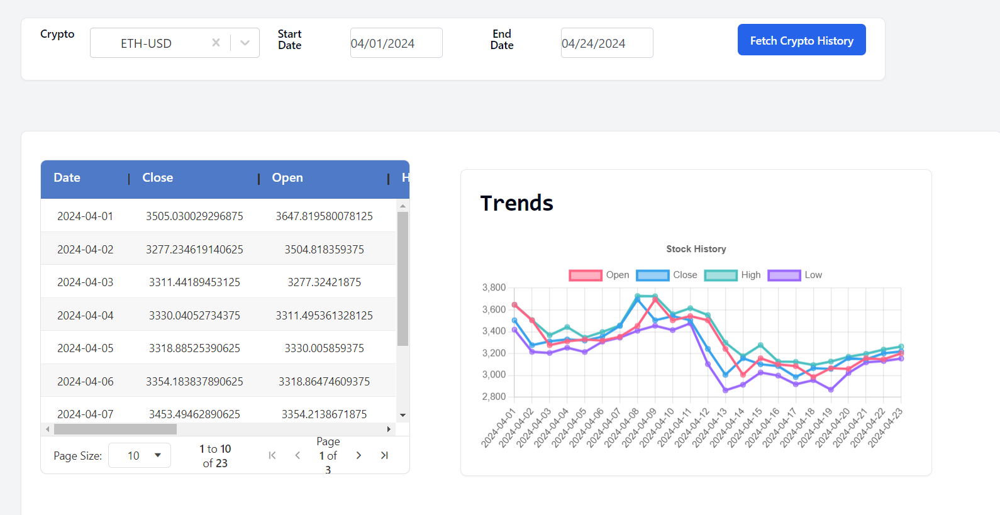 Crypto
ETH-USD
Start
Date
04/01/2024
End
Date
04/24/2024
Fetch Crypto History
Date Close Open H
2024-04-01 3505.030029296875 3647.819580078125
2024-04-02 3277.234619140625 3504.818359375
2024-04-03 3311.44189453125 3277.32421875
2024-04-04 3330.04052734375 3311.495361328125
2024-04-05 3318.88525390625 3330.005859375
2024-04-06 3354.183837890625 3318.86474609375
2024-04-07 3453.49462890625 3354.2138671875
Page Size: 10
1 to 10
of 23
Page
1 of
3
Trends
Stock History
Open Close High Low
3,800
3,600
3,400
3,200
3,000
2,800
2024-04-01
2024-04-02
2024-04-03
2024-04-04
2024-04-05
2024-04-06
2024-04-07
2024-04-08
2024-04-09
2024-04-10
2024-04-11
2024-04-12
2024-04-13
2024-04-14
2024-04-15
2024-04-16
2024-04-17
2024-04-18
2024-04-19
2024-04-20
2024-04-21
2024-04-22
2024-04-23